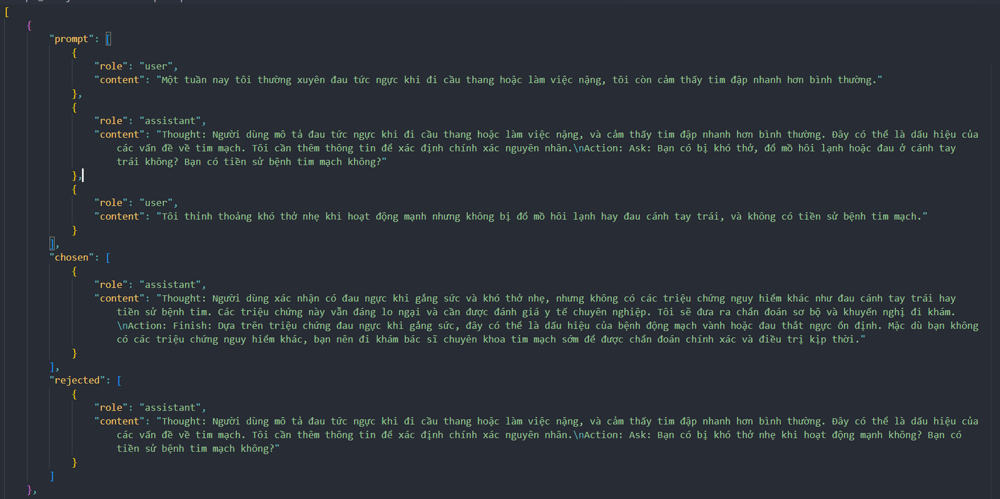 [
{
"prompt": [
{
"role": "user",
"content": "Một tuần nay tôi thường xuyên đau tức ngực khi đi cầu thang hoặc làm việc nặng, tôi còn cảm thấy tim đập nhanh hơn bình thường."
},
{
"role": "assistant",
"content": "Thought: Người dùng mô tả đau tức ngực khi đi cầu thang hoặc làm việc nặng, và cảm thấy tim đập nhanh hơn bình thường. Đây có thể là dấu hiệu của
các vấn đề về tim mạch. Tôi cần thêm thông tin để xác định chính xác nguyên nhân.\nAction: Ask: Bạn có bị khó thở, đổ mồ hôi lạnh hoặc đau ở cánh tay
trái không? Bạn có tiền sử bệnh tim mạch không?"
},
{
"role": "user",
"content": "Tôi thỉnh thoảng khó thở nhẹ khi hoạt động mạnh nhưng không bị đổ mồ hôi lạnh hay đau cánh tay trái, và không có tiền sử bệnh tim mạch."
}
],
"chosen": [
{
"role": "assistant",
"content": "Thought: Người dùng xác nhận có đau ngực khi gắng sức và khó thở nhẹ, nhưng không có các triệu chứng nguy hiểm khác như đau cánh tay trái hay
tiền sử bệnh tim. Các triệu chứng này vẫn đáng lo ngại và cần được đánh giá y tế chuyên nghiệp. Tôi sẽ đưa ra chẩn đoán sơ bộ và khuyến nghị đi khám.
\nAction: Finish: Dựa trên triệu chứng đau ngực khi gắng sức, đây có thể là dấu hiệu của bệnh động mạch vành hoặc đau thắt ngực ổn định. Mặc dù bạn không
có các triệu chứng nguy hiểm khác, bạn nên đi khám bác sĩ chuyên khoa tim mạch sớm để được chẩn đoán chính xác và điều trị kịp thời."
}
],
"rejected": [
{
"role": "assistant",
"content": "Thought: Người dùng mô tả đau tức ngực khi đi cầu thang hoặc làm việc nặng, và cảm thấy tim đập nhanh hơn bình thường. Đây có thể là dấu hiệu của
các vấn đề về tim mạch. Tôi cần thêm thông tin để xác định chính xác nguyên nhân.\nAction: Ask: Bạn có bị khó thở nhẹ khi hoạt động mạnh không? Bạn có
tiền sử bệnh tim mạch không?"
}
]
},